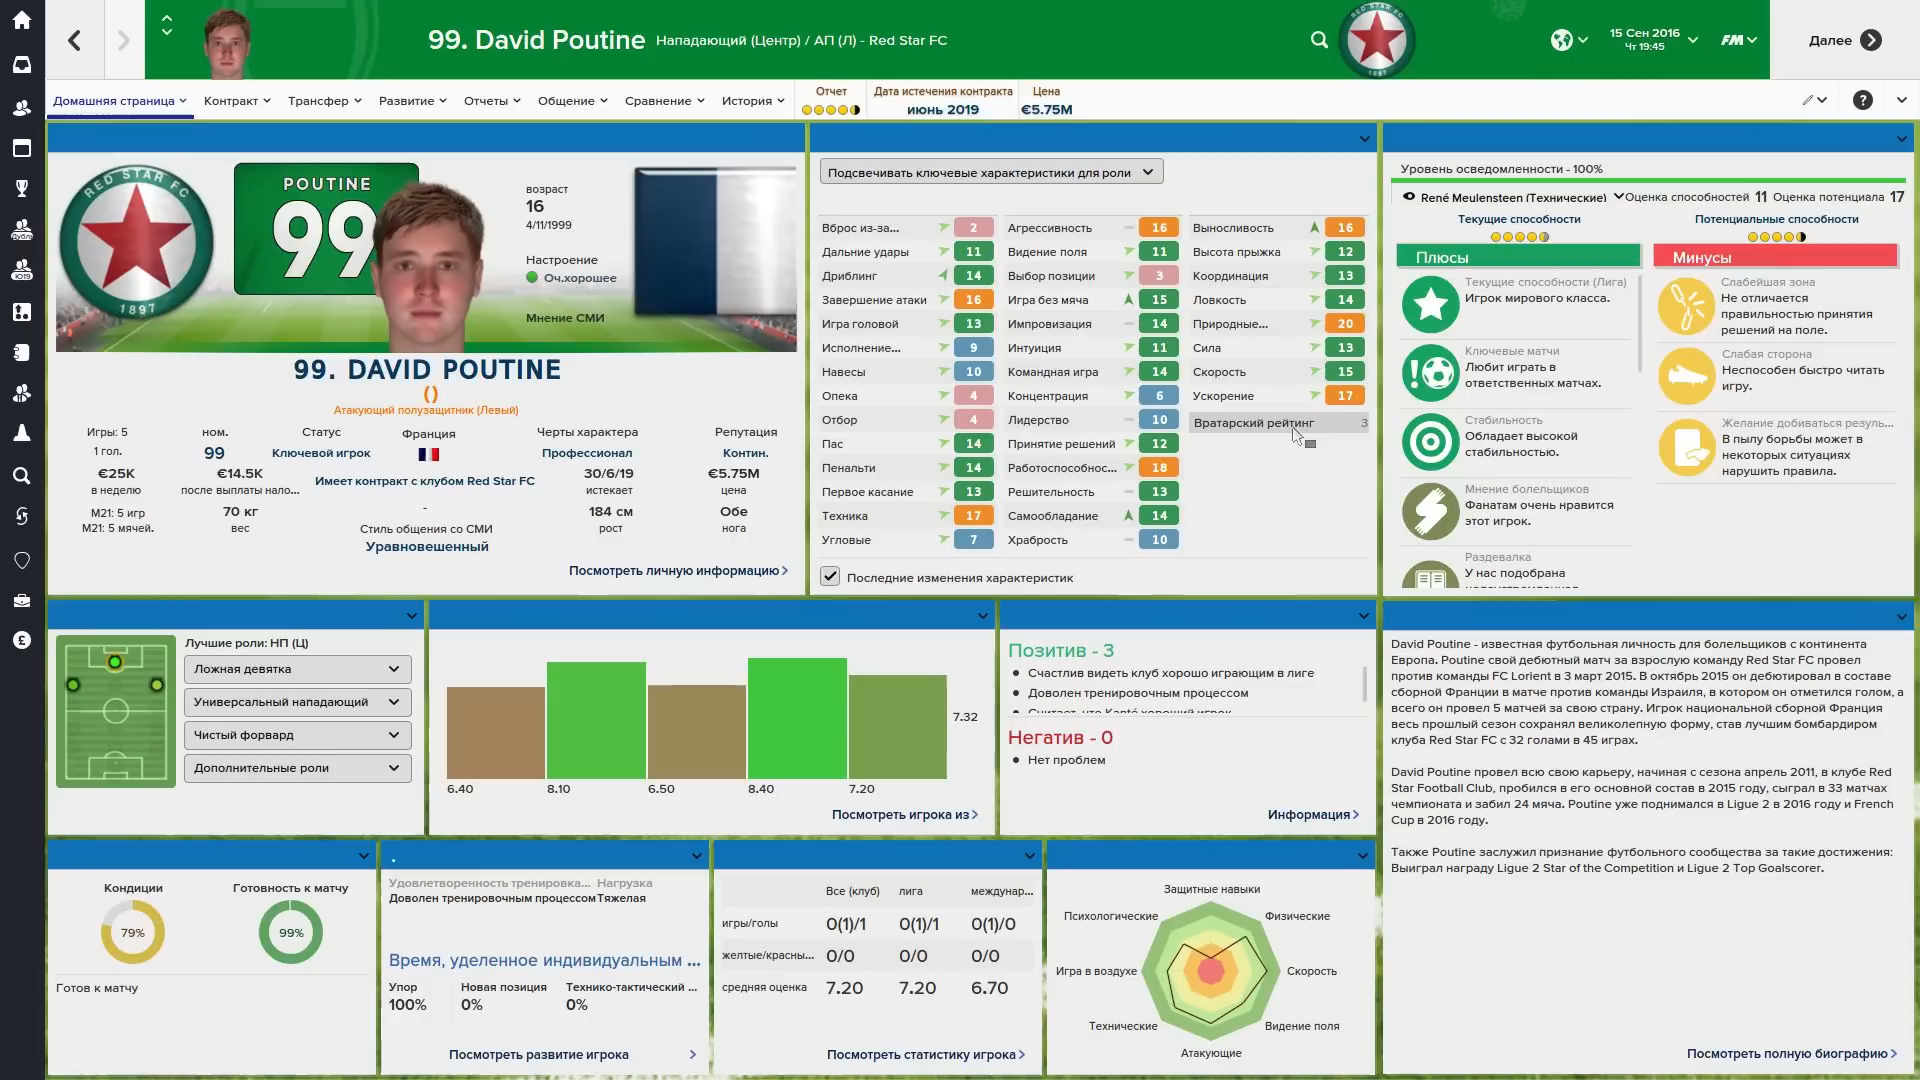 99. David Poutine Нападающий (Центр) / АП (Л) - Red Star FC
1897
15 Сен 2016
Чт 19:45
FM
Далее
Домашняя страница
Контракт
Трансфер
Развитие
Отчеты
Общение
Сравнение
История
Отчет
Дата истечения контракта
июнь 2019
Цена
€5.75M
RED STAR FC
1897
POUTINE
99
возраст
16
4/11/1999
Настроение
Оч.хорошее
Мнение СМИ
99. DAVID POUTINE
()
Атакующий полузащитник (Левый)
Игры: 5
1 гол.
ном.
99
Статус
Ключевой игрок
Франция
Черты характера
Профессионал
Репутация
Контин.
€25K
в неделю
€14.5K
после выплаты нало...
Имеет контракт с клубом Red Star FC
30/6/19
истекает
€5.75M
цена
M21: 5 игр
M21: 5 мячей.
70 кг
вес
-
Стиль общения со СМИ
Уравновешенный
184 см
рост
Обе
нога
Посмотреть личную информацию
Подсвечивать ключевые характеристики для роли
Вброс из-за... 2
Дальние удары 11
Дриблинг 14
Завершение атаки 16
Игра головой 13
Исполнение... 9
Навесы 10
Опека 4
Отбор 4
Пас 14
Пенальти 14
Первое касание 13
Техника 17
Угловые 7
Агрессивность 16
Видение поля 11
Выбор позиции 3
Игра без мяча 15
Импровизация 14
Интуиция 11
Командная игра 14
Концентрация 6
Лидерство 10
Принятие решений 12
Работоспособнос... 18
Решительность 13
Самообладание 14
Храбрость 10
Выносливость 16
Высота прыжка 12
Координация 13
Ловкость 14
Природные... 20
Сила 13
Скорость 15
Ускорение 17
Вратарский рейтинг 3
Последние изменения характеристик
Уровень осведомленности - 100%
René Meulensteen (Технические) Оценка способностей 11 Оценка потенциала 17
Текущие способности
Потенциальные способности
Плюсы
Текущие способности (Лига)
Игрок мирового класса.
Ключевые матчи
Любит играть в
ответственных матчах.
Стабильность
Обладает высокой
стабильностью.
Мнение болельщиков
Фанатам очень нравится
этот игрок.
Раздевалка
У нас подобрана
Минусы
Слабейшая зона
Не отличается
правильностью принятия
решений на поле.
Слабая сторона
Неспособен быстро читать
игру.
Желание добиваться резуль...
В пылу борьбы может в
некоторых ситуациях
нарушить правила.
Лучшие роли: НП (Ц)
Ложная девятка
Универсальный нападающий
Чистый форвард
Дополнительные роли
7.32
6.40 8.10 6.50 8.40 7.20
Посмотреть игрока из
Позитив - 3
Счастлив видеть клуб хорошо играющим в лиге
Доволен тренировочным процессом
Считает, что Kanté хороший игрок
Негатив - 0
Нет проблем
Информация
David Poutine - известная футбольная личность для болельщиков с континента
Европа. Poutine свой дебютный матч за взрослую команду Red Star FC провел
против команды FC Lorient в 3 март 2015. В октябрь 2015 он дебютировал в составе
сборной Франции в матче против команды Израиля, в котором он отметился голом, а
всего он провел 5 матчей за свою страну. Игрок национальной сборной Франция
весь прошлый сезон сохранял великолепную форму, став лучшим бомбардиром
клуба Red Star FC с 32 голами в 45 играх.
David Poutine провел всю свою карьеру, начиная с сезона апрель 2011, в клубе Red
Star Football Club, пробился в его основной состав в 2015 году, сыграл в 33 матчах
чемпионата и забил 24 мяча. Poutine уже поднимался в Ligue 2 в 2016 году и French
Cup в 2016 году.
Также Poutine заслужил признание футбольного сообщества за такие достижения:
Выиграл награду Ligue 2 Star of the Competition и Ligue 2 Top Goalscorer.
Посмотреть полную биографию
Кондиции
79%
Готовность к матчу
99%
Готов к матчу
.
Удовлетворенность тренировка... Нагрузка
Доволен тренировочным процессом Тяжелая
Время, уделенное индивидуальным ...
Упор
100%
Новая позиция
0%
Технико-тактический ...
0%
Посмотреть развитие игрока
Все (клуб) лига междунар...
игры/голы 0(1)/1 0(1)/1 0(1)/0
желтые/красны... 0/0 0/0 0/0
средняя оценка 7.20 7.20 6.70
Посмотреть статистику игрока
Защитные навыки
Психологические
Физические
Игра в воздухе
Скорость
Технические
Видение поля
Атакующие